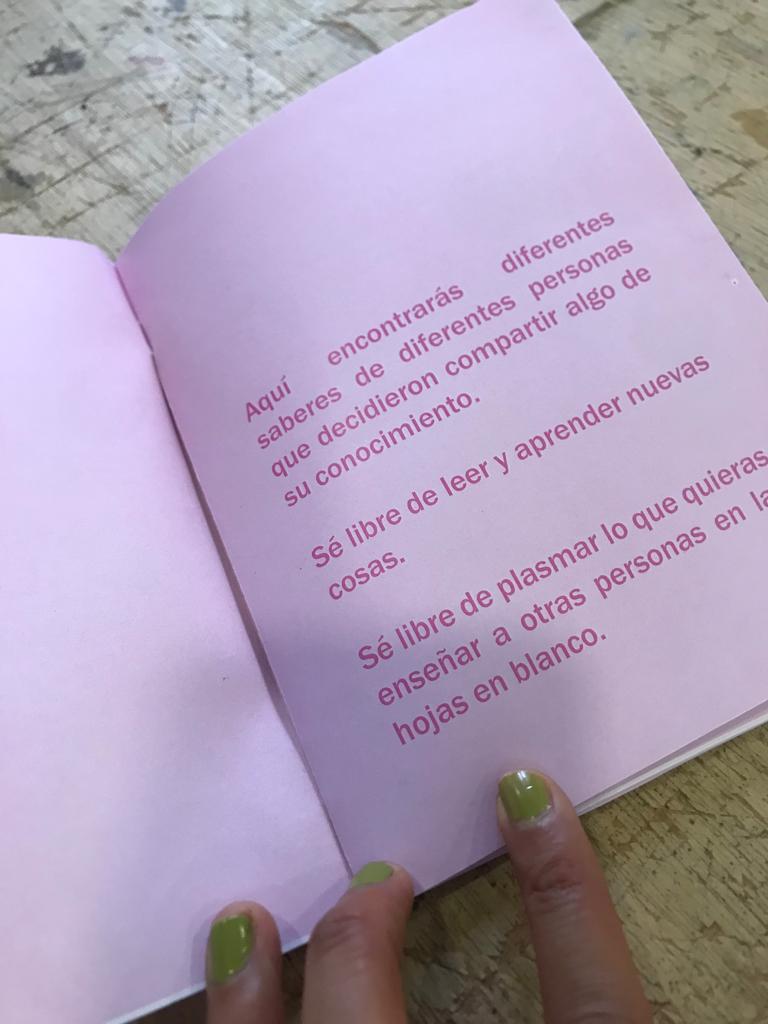 Aquí encontrarás diferentes
saberes de diferentes personas
que decidieron compartir algo de
su conocimiento.
Sé libre de leer y aprender nuevas
cosas.
Sé libre de plasmar lo que quieras
enseñar a otras personas en la
hojas en blanco.